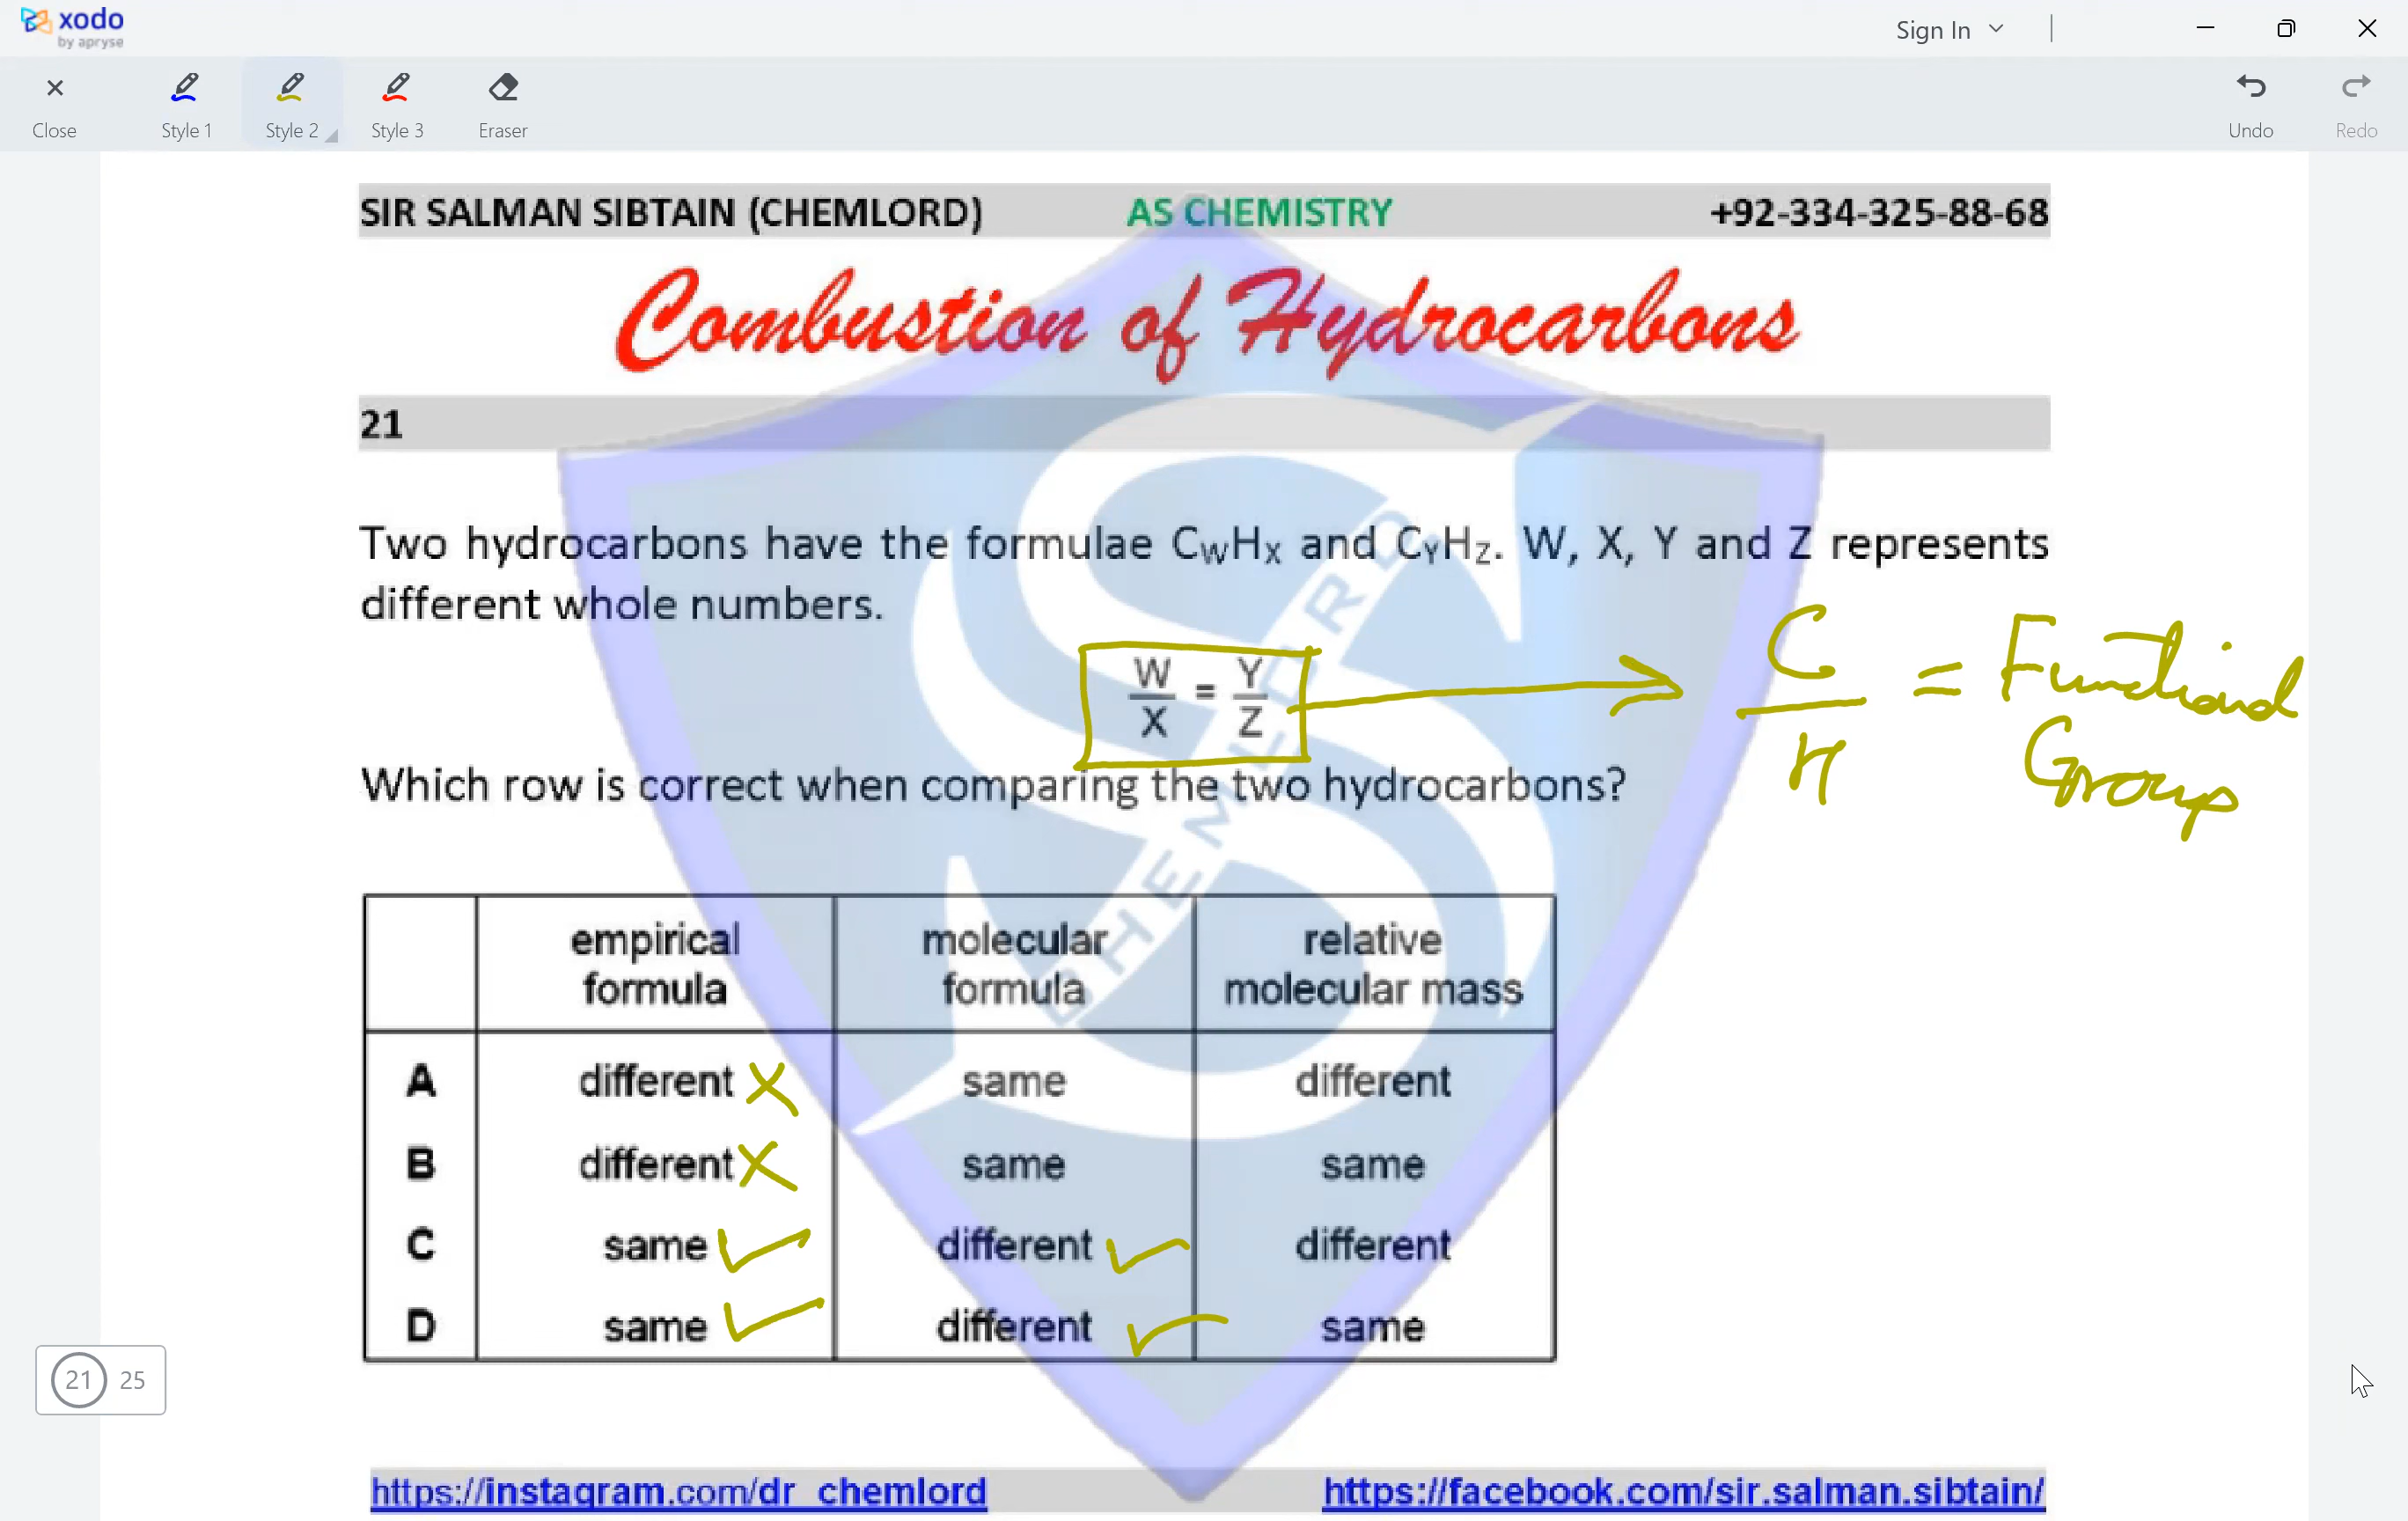 xodo
by apryse
Sign In
Close
Style 1
Style 2
Style 3
Eraser
Undo
Redo
SIR SALMAN SIBTAIN (CHEMLORD) AS CHEMISTRY +92-334-325-88-68
Combustion of Hydrocarbons
21
Two hydrocarbons have the formulae CWHX and CYHZ. W, X, Y and Z represents
different whole numbers.
W/X = Y/Z
C/H = Functional
Group
Which row is correct when comparing the two hydrocarbons?
empirical formula molecular formula relative molecular mass
A different X same different
B different X same same
C same ✓ different ✓ different
D same ✓ different ✓ same
CHEMLORD
21 25
https://instagram.com/dr_chemlord https://facebook.com/sir.salman.sibtain/